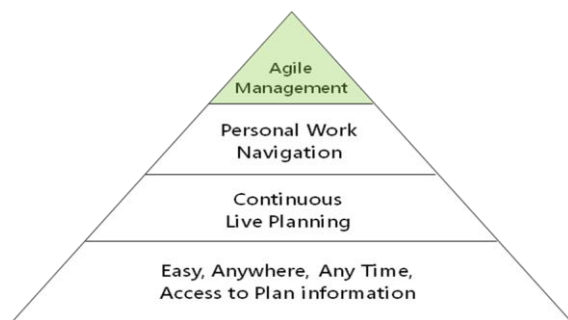 Agile
Management
Personal Work
Navigation
Continuous
Live Planning
Easy, Anywhere, Any Time,
Access to Plan information